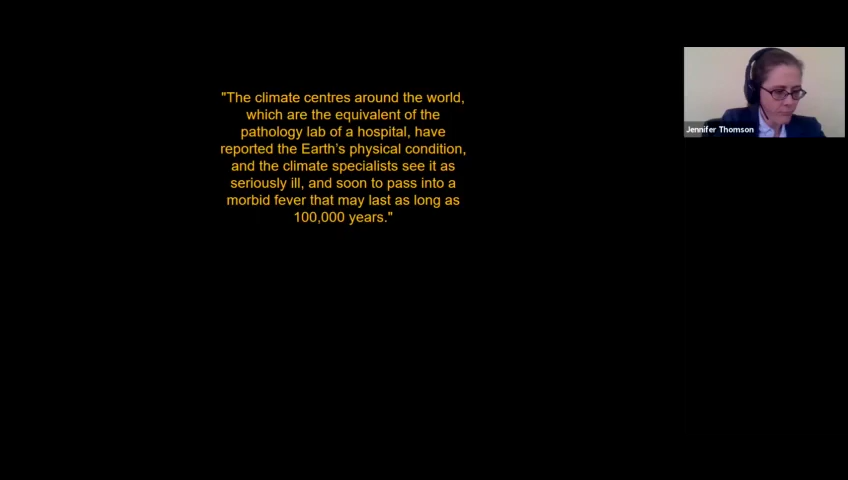 "The climate centres around the world,
which are the equivalent of the
pathology lab of a hospital, have
reported the Earth's physical condition,
and the climate specialists see it as
seriously ill, and soon to pass into a
morbid fever that may last as long as
100,000 years."
Jennifer Thomson